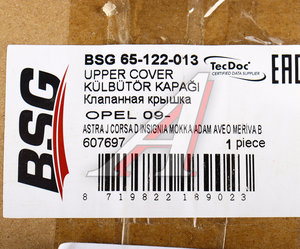 BSG
BSG 65-122-013
UPPER COVER
KÜLBÜTÖR KAPAĞI
Клапанная крышка
TecDoc
CERTIFIED DATA SUPPLIER
EAC
OPEL 09-
ASTRA J CORSA D INSIGNIA MOKKA ADAM AVEO MERIVA B
607697 1 piece
8 719822 189023